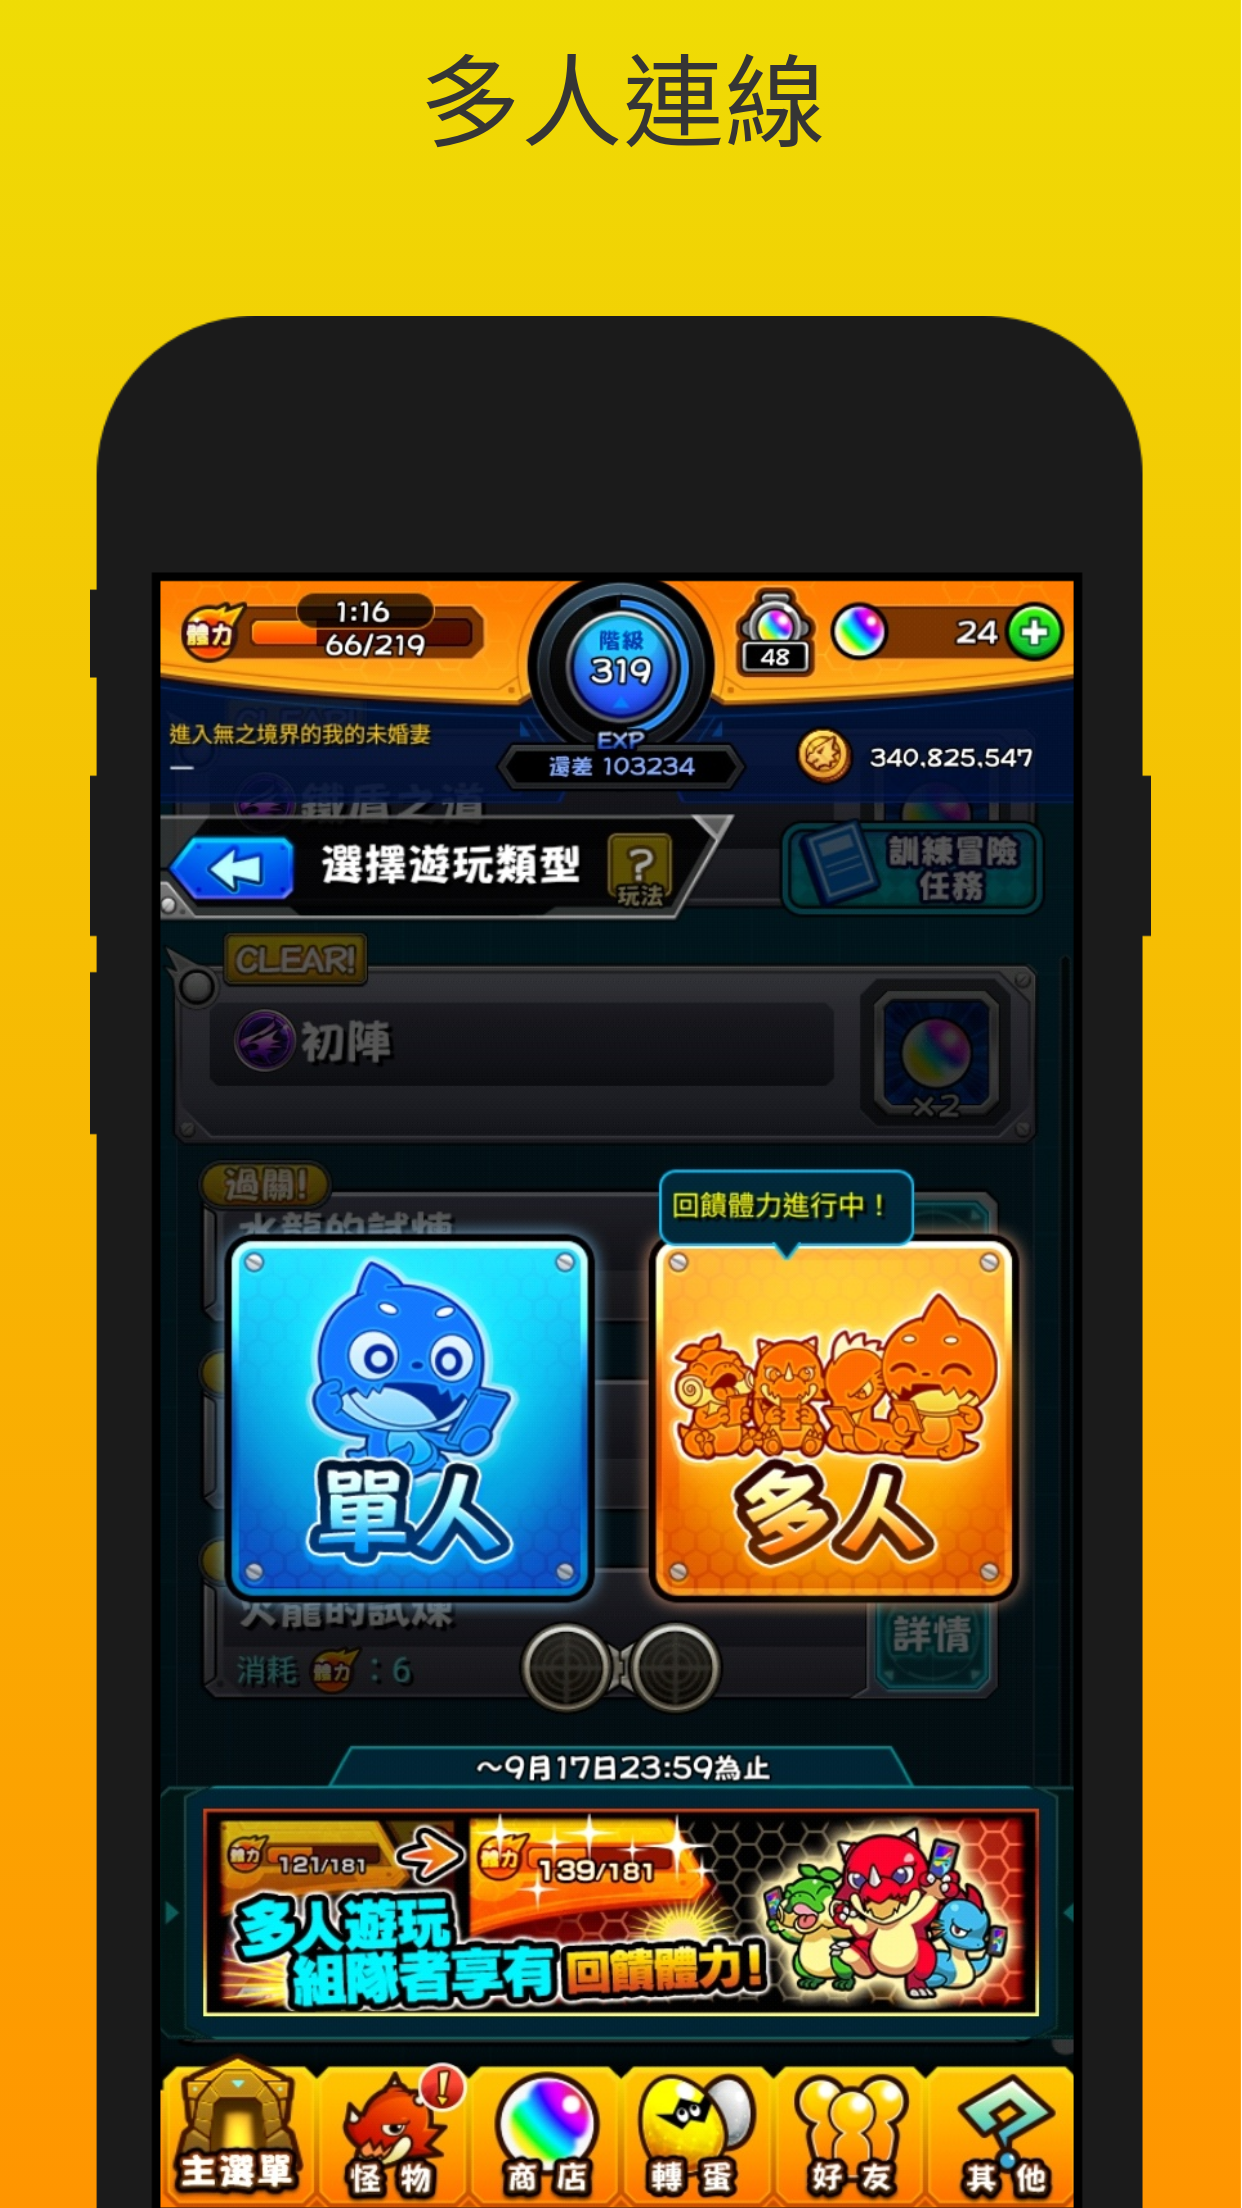 多人連線
1:16
體力
66/219
階級
319
48
24
進入無之境界的我的未婚妻
EXP
還差 103234
340,825,547
鐵盾之道
選擇遊玩類型
?
玩法
訓練冒險
任務
CLEAR!
初陣
×2
過關!
水龍的試煉
回饋體力進行中！
單人
多人
火龍的試煉
詳情
消耗 體力 : 6
～9月17日23:59為止
體力 121/181
體力 139/181
多人遊玩
組隊者享有回饋體力!
主選單
怪物
商店
轉蛋
好友
其他